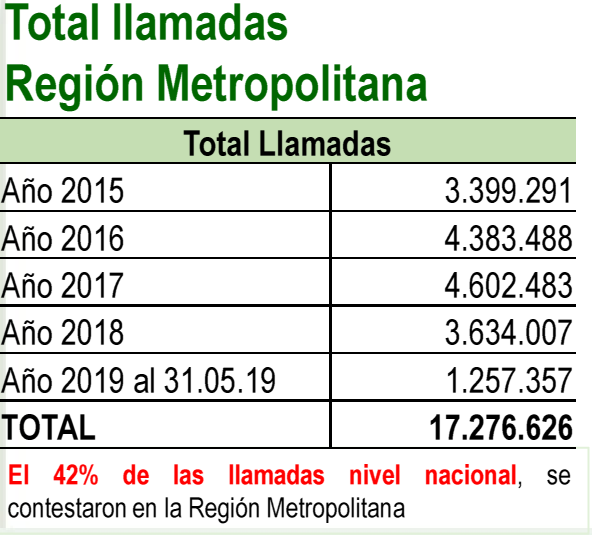 Total llamadas
Región Metropolitana
Total Llamadas
Año 2015 3.399.291
Año 2016 4.383.488
Año 2017 4.602.483
Año 2018 3.634.007
Año 2019 al 31.05.19 1.257.357
TOTAL 17.276.626
El 42% de las llamadas nivel nacional, se
contestaron en la Región Metropolitana